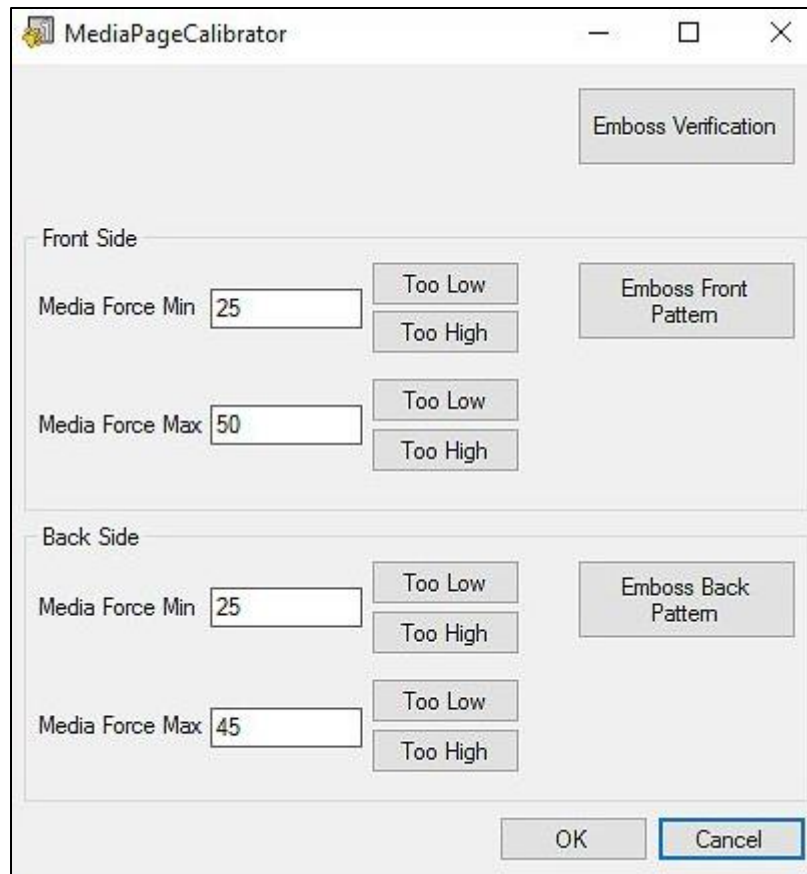 MediaPageCalibrator
Emboss Verification
Front Side
Media Force Min 25
Too Low
Too High
Emboss Front
Pattern
Media Force Max 50
Too Low
Too High
Back Side
Media Force Min 25
Too Low
Too High
Emboss Back
Pattern
Media Force Max 45
Too Low
Too High
OK
Cancel